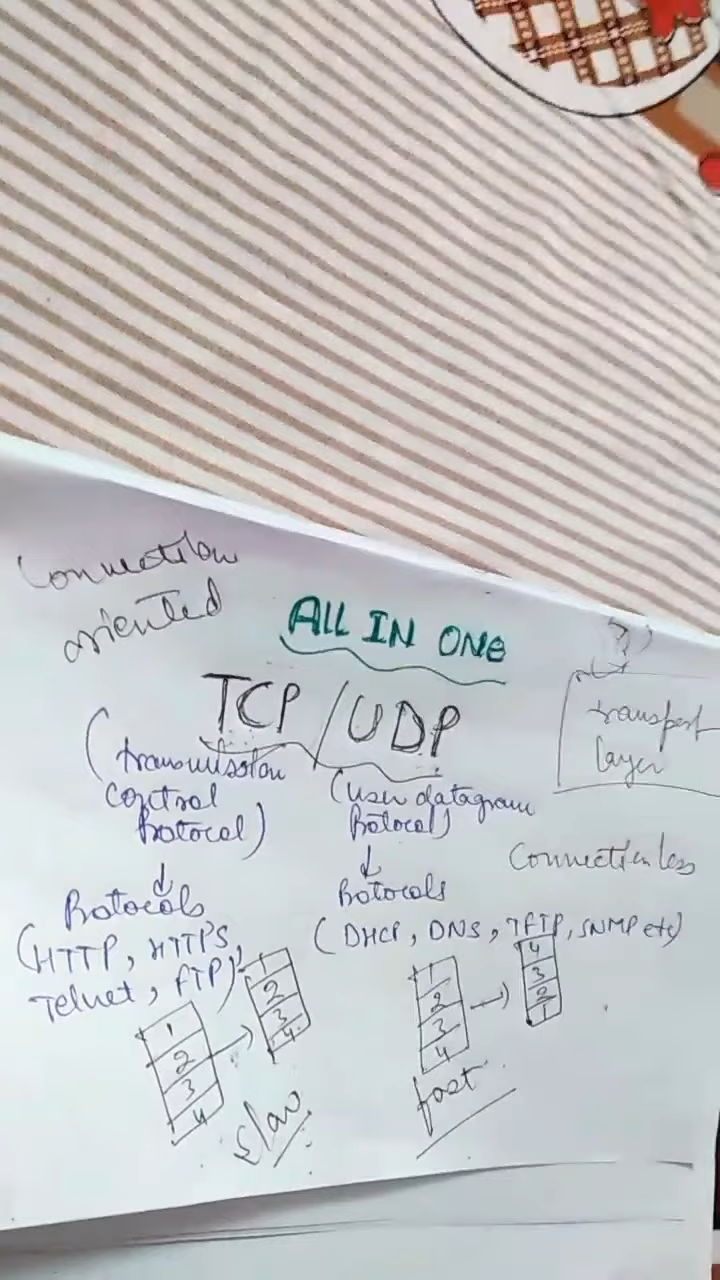 Connection
oriented
ALL IN ONE
TCP/UDP
transport
layer
(transmission
control
Protocol)
(user datagram
Protocol)
Connectionless
↓
Protocols
(HTTP, HTTPS,
Telnet, FTP)
↓
Protocols
(DHCP, DNS, TFTP, SNMP etc)
1
2
3
4
→
1
2
3
4
slow
1
2
3
4
→
4
3
2
1
fast